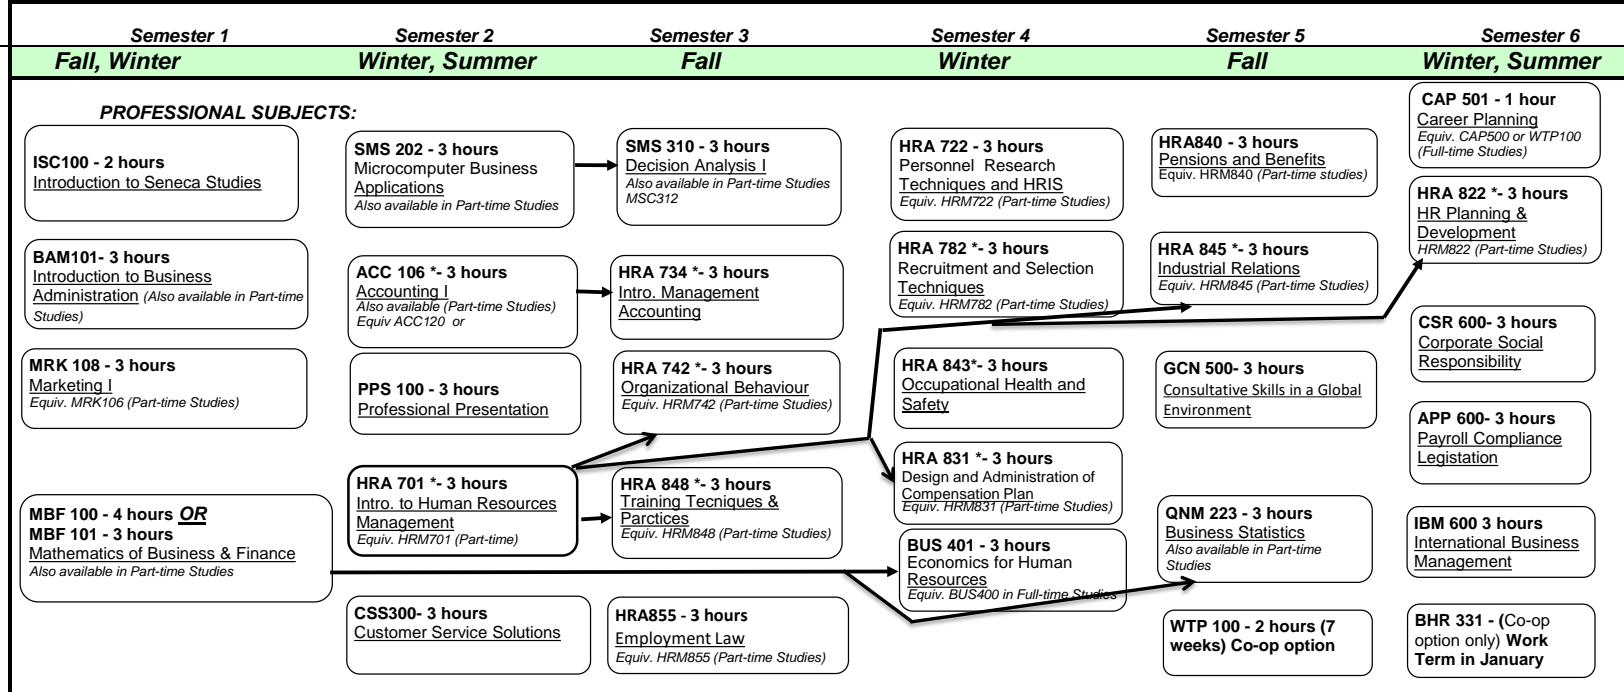 Semester 1
Semester 2
Semester 3
Semester 4
Semester 5
Semester 6
Fall, Winter
Winter, Summer
Fall
Winter
Fall
Winter, Summer
PROFESSIONAL SUBJECTS:
ISC100 - 2 hours
Introduction to Seneca Studies
BAM101- 3 hours
Introduction to Business
Administration (Also available in Part-time
Studies)
MRK 108 - 3 hours
Marketing I
Equiv. MRK106 (Part-time Studies)
MBF 100 - 4 hours OR
MBF 101 - 3 hours
Mathematics of Business & Finance
Also available in Part-time Studies
SMS 202 - 3 hours
Microcomputer Business
Applications
Also available in Part-time Studies
ACC 106 *- 3 hours
Accounting I
Also available (Part-time Studies)
Equiv ACC120 or
PPS 100 - 3 hours
Professional Presentation
HRA 701 *- 3 hours
Intro. to Human Resources
Management
Equiv. HRM701 (Part-time)
CSS300- 3 hours
Customer Service Solutions
SMS 310 - 3 hours
Decision Analysis I
Also available in Part-time Studies
MSC312
HRA 734 *- 3 hours
Intro. Management
Accounting
HRA 742 *- 3 hours
Organizational Behaviour
Equiv. HRM742 (Part-time Studies)
HRA 848 *- 3 hours
Training Tecniques &
Parctices
Equiv. HRM848 (Part-time Studies)
HRA855 - 3 hours
Employment Law
Equiv. HRM855 (Part-time Studies)
HRA 722 - 3 hours
Personnel Research
Techniques and HRIS
Equiv. HRM722 (Part-time Studies)
HRA 782 *- 3 hours
Recruitment and Selection
Techniques
Equiv. HRM782 (Part-time Studies)
HRA 843*- 3 hours
Occupational Health and
Safety
HRA 831 *- 3 hours
Design and Administration of
Compensation Plan
Equiv. HRM831 (Part-time Studies)
BUS 401 - 3 hours
Economics for Human
Resources
Equiv. BUS400 in Full-time Studies
HRA840 - 3 hours
Pensions and Benefits
Equiv. HRM840 (Part-time studies)
HRA 845 *- 3 hours
Industrial Relations
Equiv. HRM845 (Part-time Studies)
GCN 500- 3 hours
Consultative Skills in a Global
Environment
QNM 223 - 3 hours
Business Statistics
Also available in Part-time
Studies
WTP 100 - 2 hours (7
weeks) Co-op option
CAP 501 - 1 hour
Career Planning
Equiv. CAP500 or WTP100
(Full-time Studies)
HRA 822 *- 3 hours
HR Planning &
Development
HRM822 (Part-time Studies)
CSR 600- 3 hours
Corporate Social
Responsibility
APP 600- 3 hours
Payroll Compliance
Legistation
IBM 600 3 hours
International Business
Management
BHR 331 - (Co-op
option only) Work
Term in January